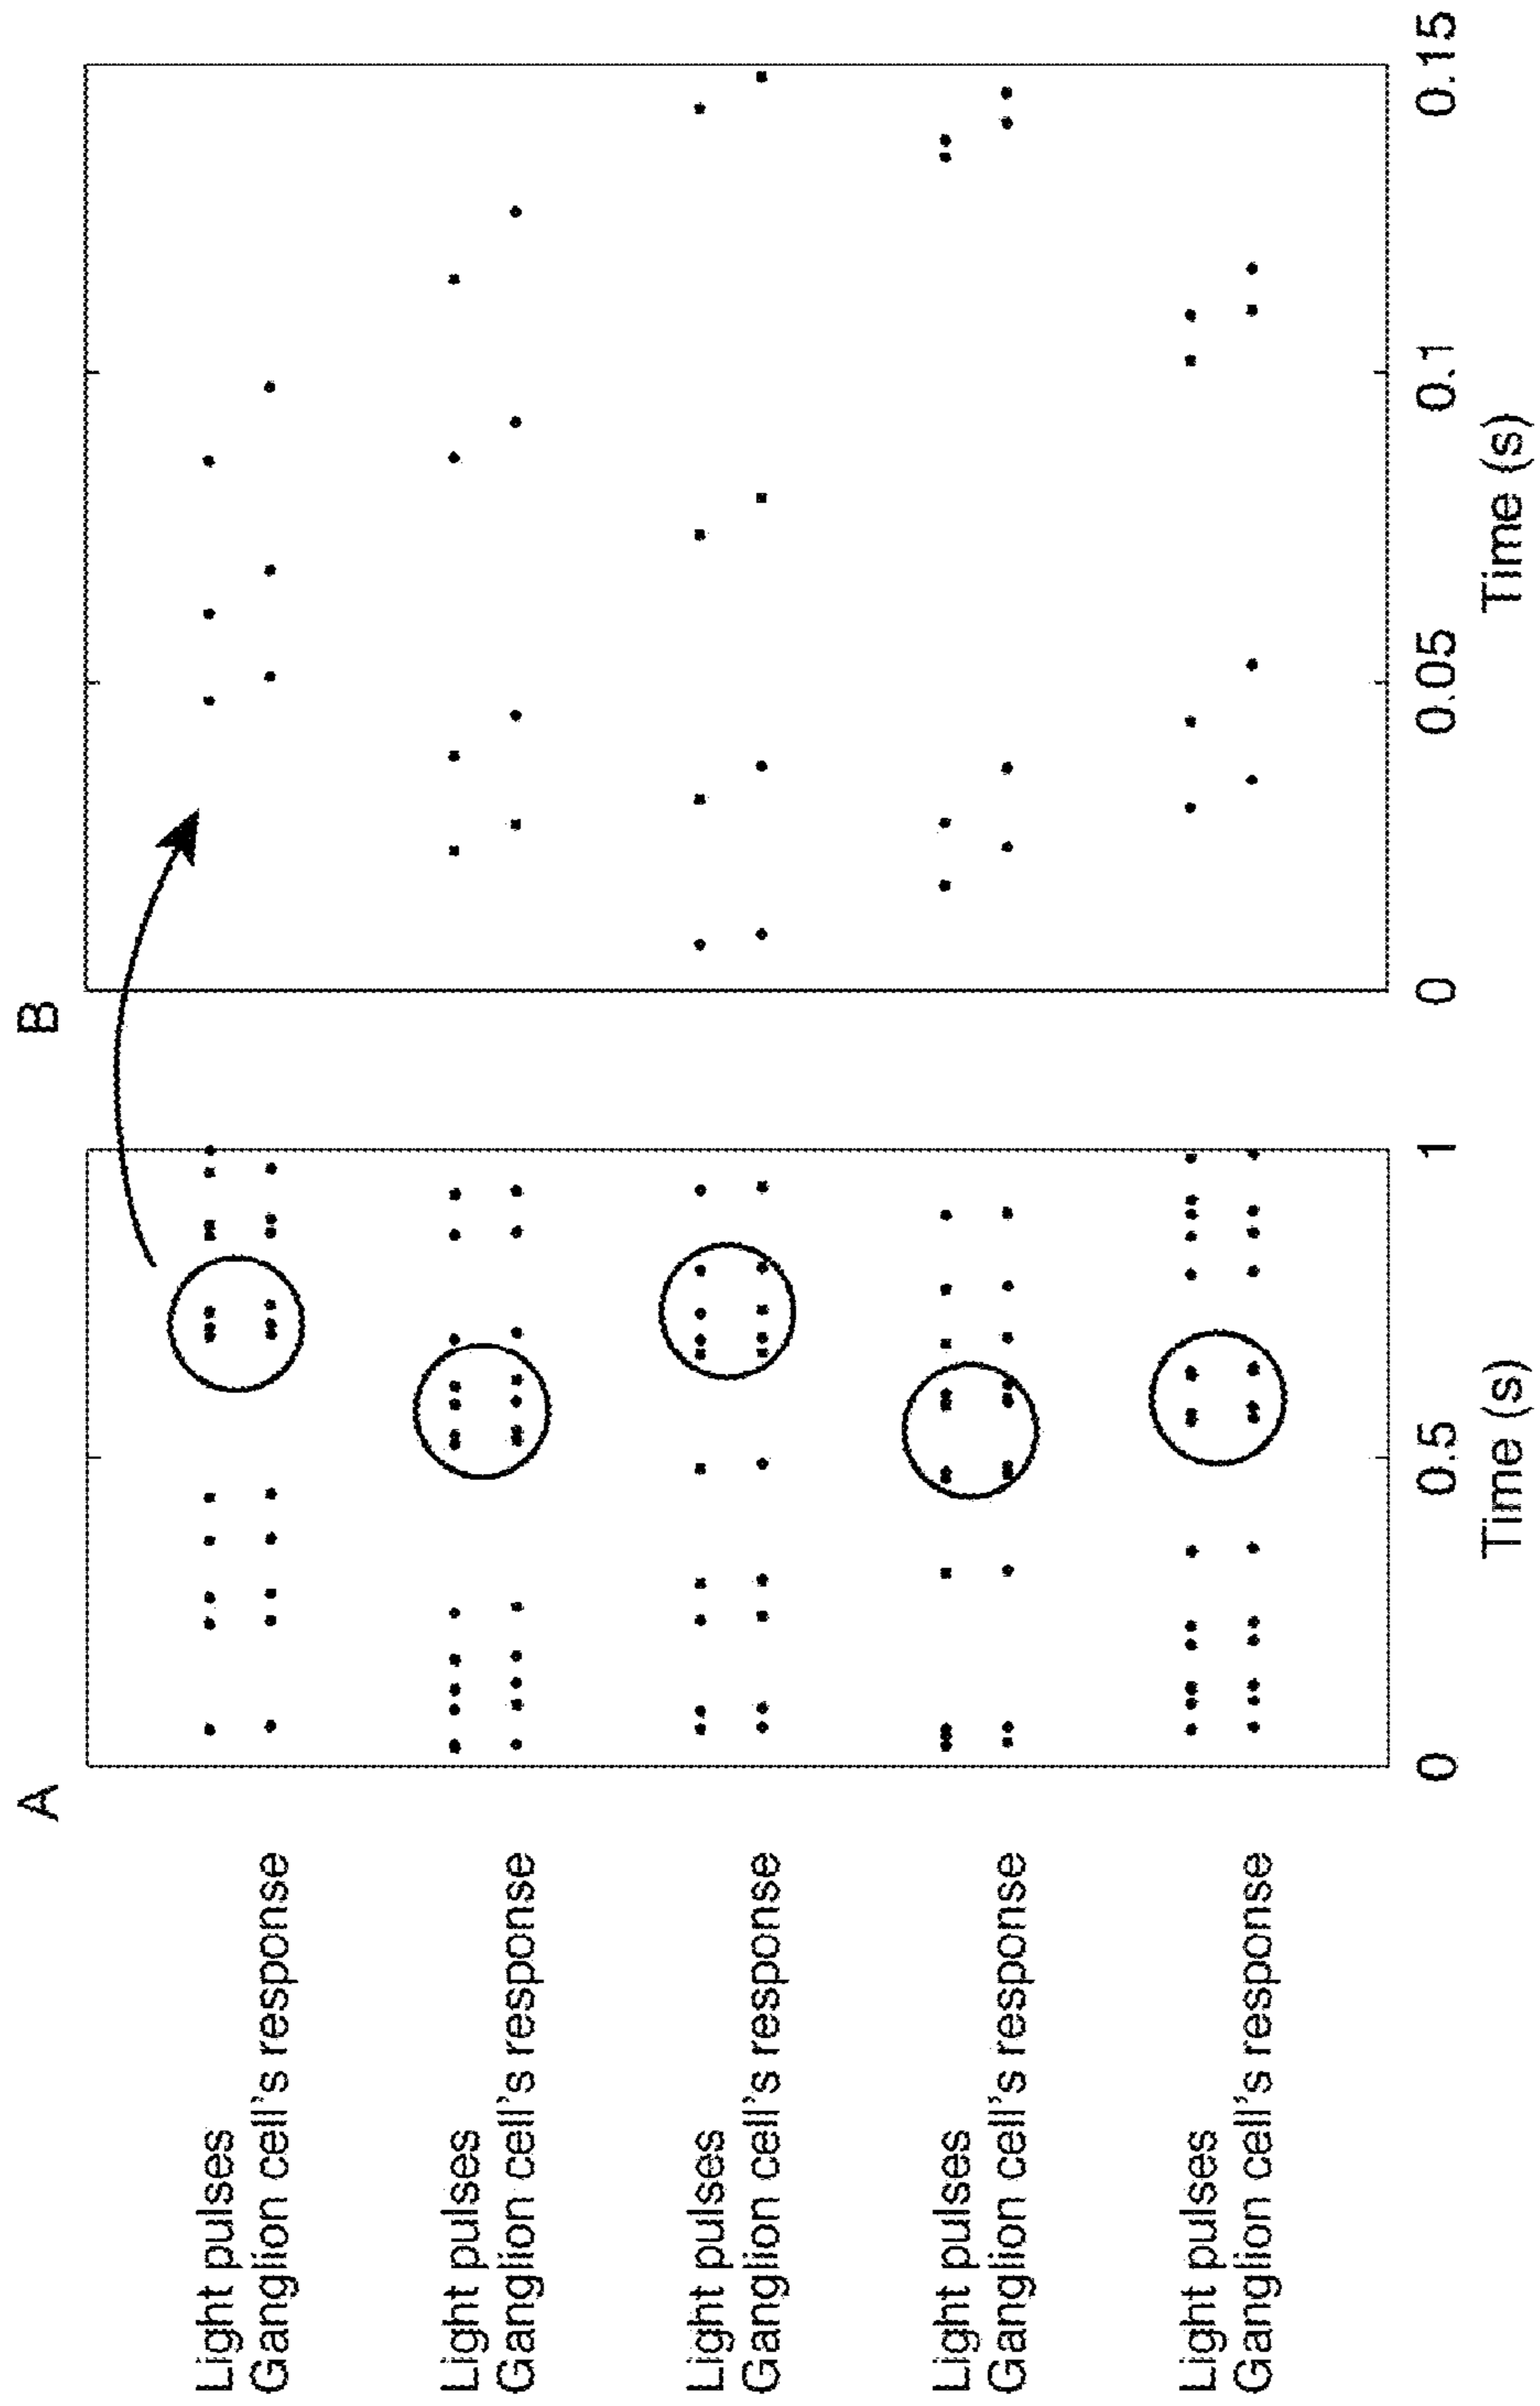 A
B
Light pulses
Ganglion cell's response
Light pulses
Ganglion cell's response
Light pulses
Ganglion cell's response
Light pulses
Ganglion cell's response
Light pulses
Ganglion cell's response
0
0.5
1
Time (s)
0
0.05
0.1
0.15
Time (s)